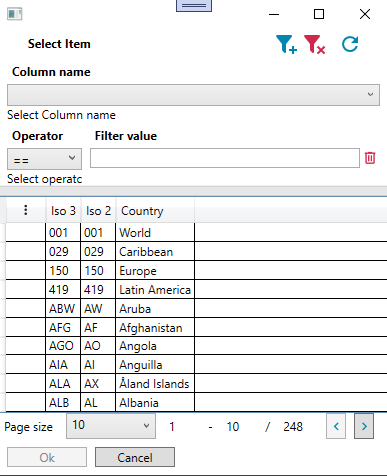 Select Item
Column name
Select Column name
Operator Filter value
==
Select operatc
Iso 3 Iso 2 Country
001 001 World
029 029 Caribbean
150 150 Europe
419 419 Latin America
ABW AW Aruba
AFG AF Afghanistan
AGO AO Angola
AIA AI Anguilla
ALA AX Åland Islands
ALB AL Albania
Page size 10 1 - 10 / 248 < >
Ok Cancel